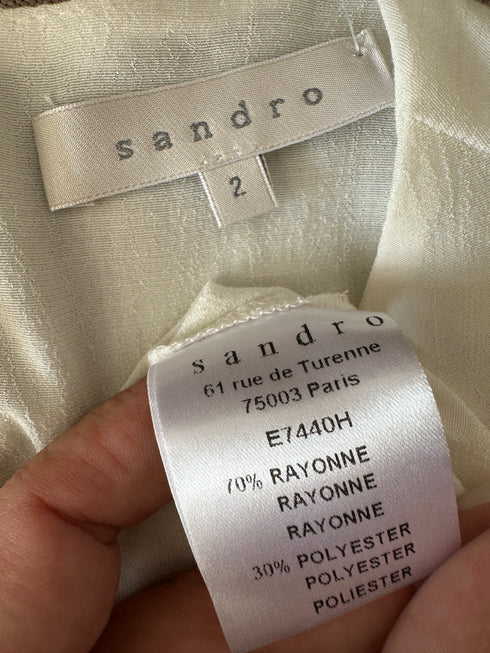 sandro
2
sandro
61 rue de Turenne
75003 Paris
E7440H
70% RAYONNE
RAYONNE
RAYONNE
30% POLYESTER
POLYESTER
POLIESTER